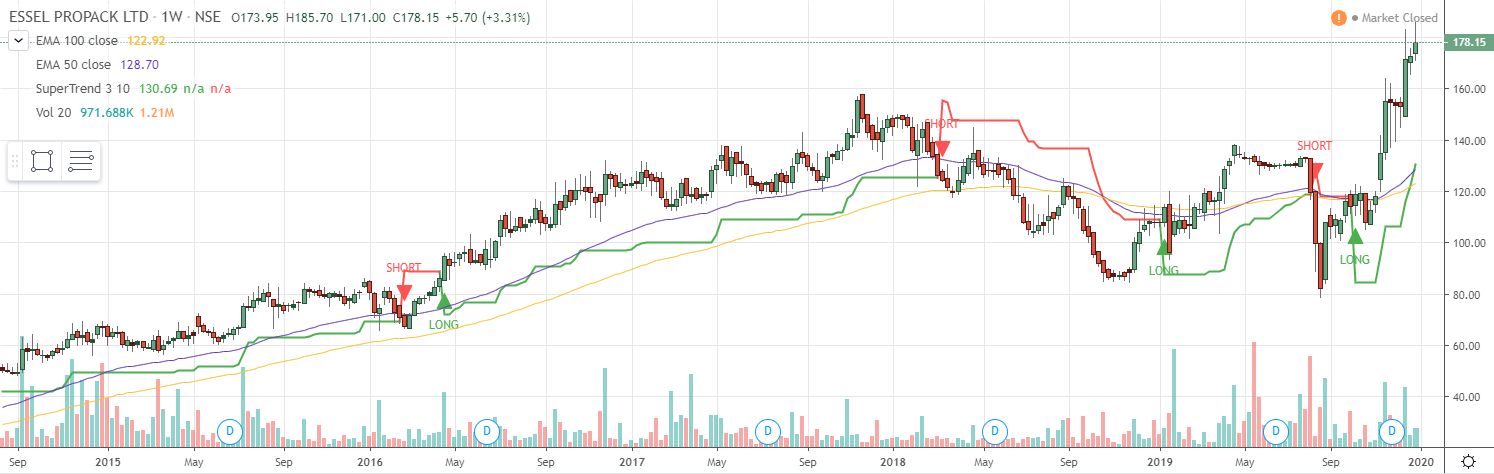 ESSEL PROPACK LTD · 1W · NSE O173.95 H185.70 L171.00 C178.15 +5.70 (+3.31%)
! Market Closed
EMA 100 close 122.92
178.15
EMA 50 close 128.70
SuperTrend 3 10 130.69 n/a n/a
Vol 20 971.688K 1.21M
160.00
140.00
120.00
100.00
80.00
60.00
40.00
SHORT
LONG
SHORT
LONG
SHORT
LONG
D
D
D
D
D
D
Sep 2015 May Sep 2016 May Sep 2017 May Sep 2018 May Sep 2019 May Sep 2020